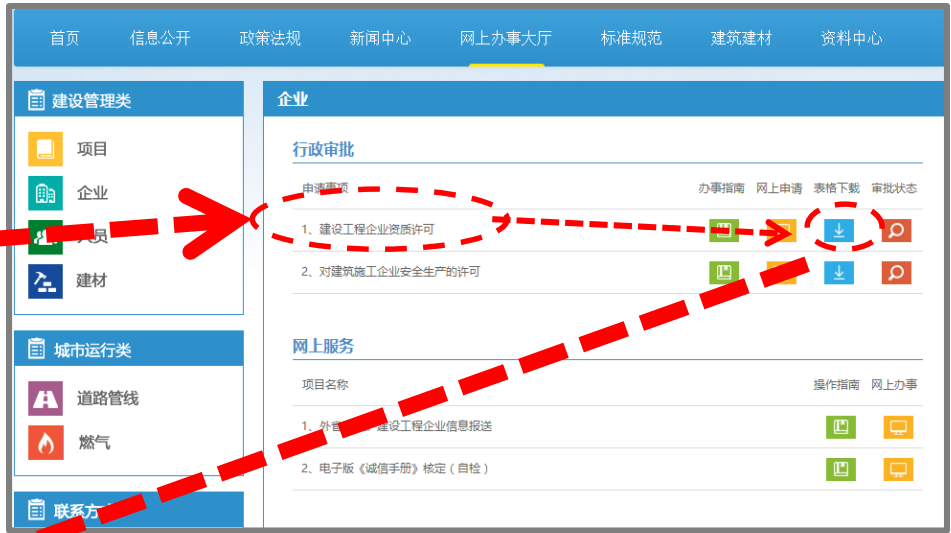 首页 信息公开 政策法规 新闻中心 网上办事大厅 标准规范 建筑建材 资料中心
建设管理类
项目
企业
人员
建材
城市运行类
道路管线
燃气
联系方
企业
行政审批
申请事项 办事指南 网上申请 表格下载 审批状态
1、建设工程企业资质许可
2、对建筑施工企业安全生产的许可
网上服务
项目名称 操作指南 网上办事
1、外省 建设工程企业信息报送
2、电子版《诚信手册》核定（自检）